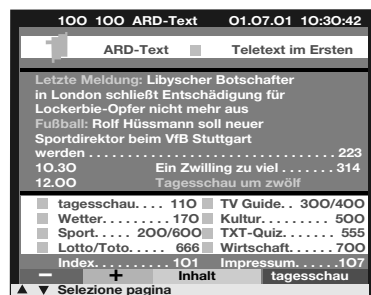 100 100 ARD-Text 01.07.01 10:30:42
ARD-Text Teletext im Ersten
Letzte Meldung: Libyscher Botschafter
in London schließt Entschädigung für
Lockerbie-Opfer nicht mehr aus
Fußball: Rolf Hüssmann soll neuer
Sportdirektor beim VfB Stuttgart
werden . . . . . . . . . . . . . . . . . . . . . . . . . . . . . . . 223
10.30 Ein Zwilling zu viel . . . . . . . 314
12.00 Tagesschau um zwölf
tagesschau. . . . 110 TV Guide. . 300/400
Wetter. . . . . . . . 170 Kultur. . . . . . . . . 500
Sport. . . . . 200/600 TXT-Quiz. . . . . . . 555
Lotto/Toto. . . . . 666 Wirtschaft. . . . . . 700
Index. . . . . . . . . 101 Impressum. . . . . .107
− + Inhalt tagesschau
▲ ▼ Selezione pagina